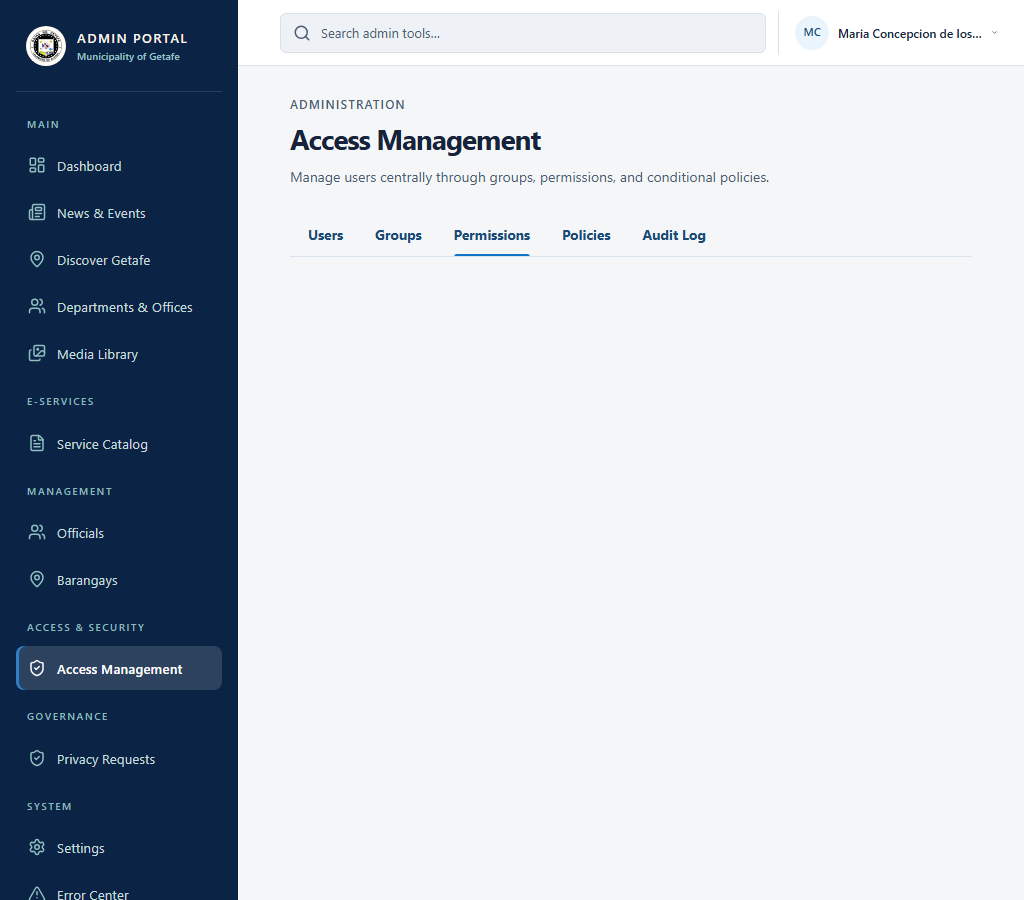 ADMIN PORTAL
Municipality of Getafe
Search admin tools...
MC
Maria Concepcion de los...
MAIN
Dashboard
News & Events
Discover Getafe
Departments & Offices
Media Library
E-SERVICES
Service Catalog
MANAGEMENT
Officials
Barangays
ACCESS & SECURITY
Access Management
GOVERNANCE
Privacy Requests
SYSTEM
Settings
Error Center
ADMINISTRATION
Access Management
Manage users centrally through groups, permissions, and conditional policies.
Users Groups Permissions Policies Audit Log